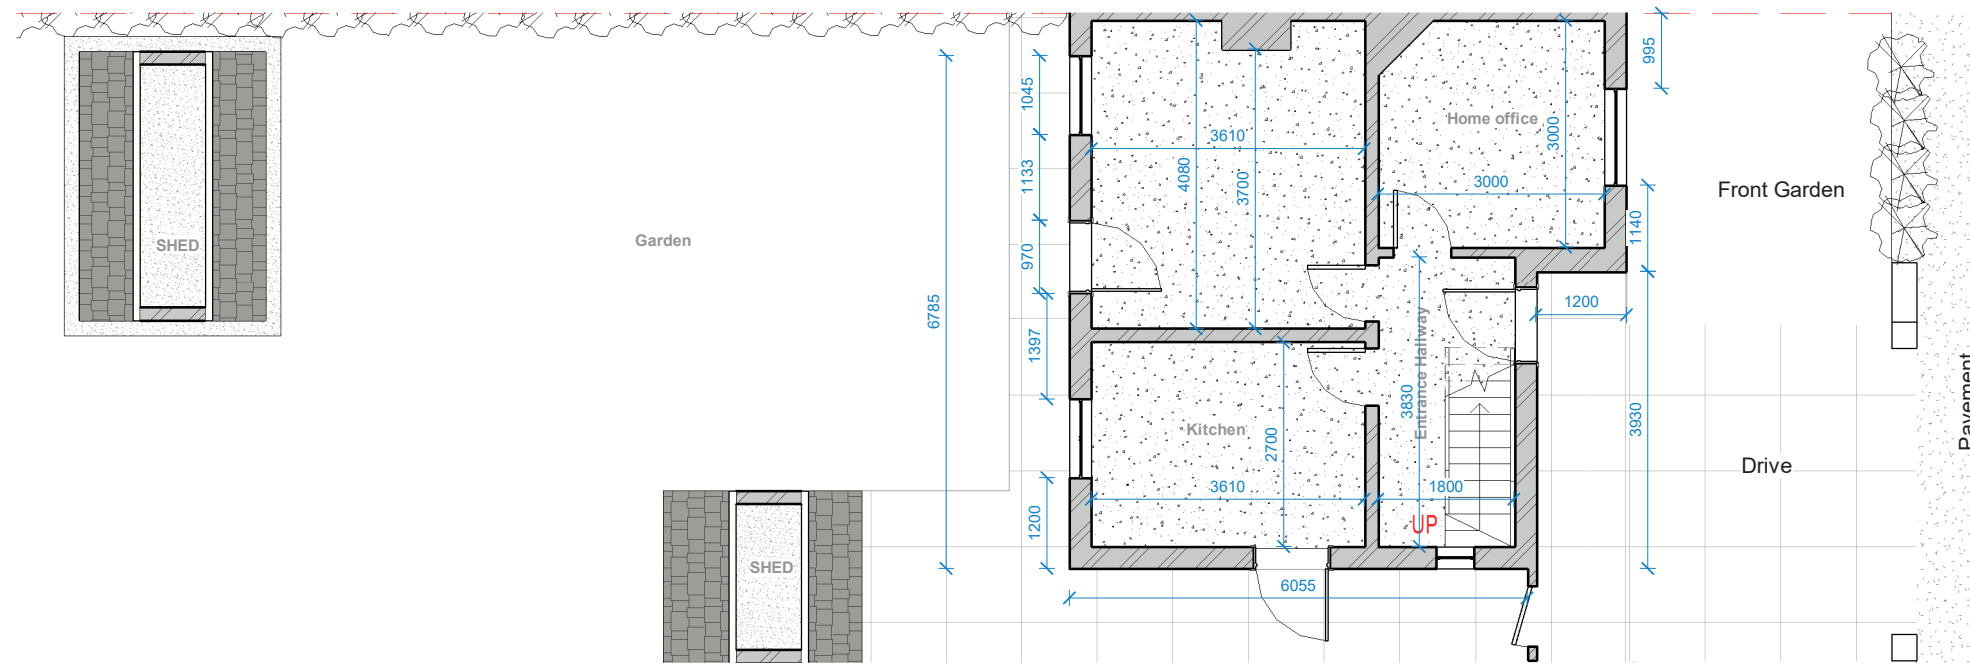 995
1045
Home office
3610
3000
1133
4080
3700
3000
Front Garden
SHED
Garden
970
1140
6785
1200
1397
Entrance Hallway
3830
3930
Pavement
Kitchen
2700
Drive
3610
1800
1200
UP
SHED
6055